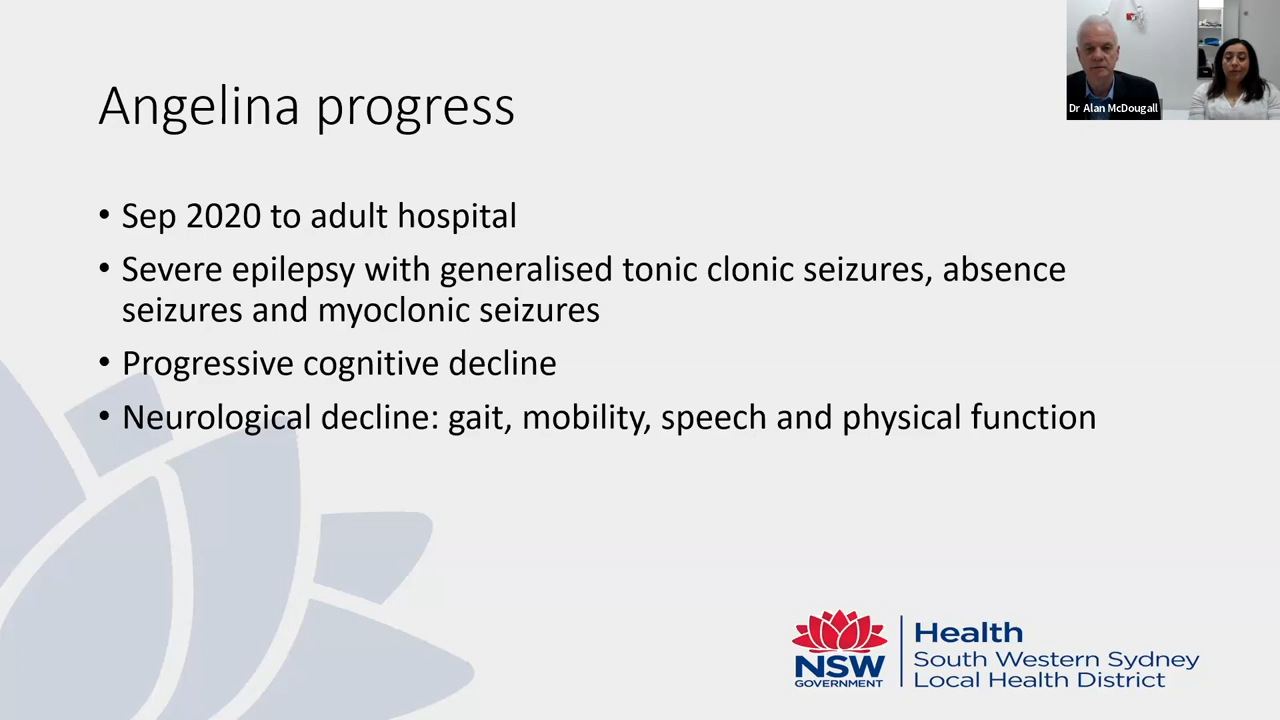 Dr Alan McDougall
Angelina progress
• Sep 2020 to adult hospital
• Severe epilepsy with generalised tonic clonic seizures, absence
seizures and myoclonic seizures
• Progressive cognitive decline
• Neurological decline: gait, mobility, speech and physical function
NSW
GOVERNMENT
Health
South Western Sydney
Local Health District